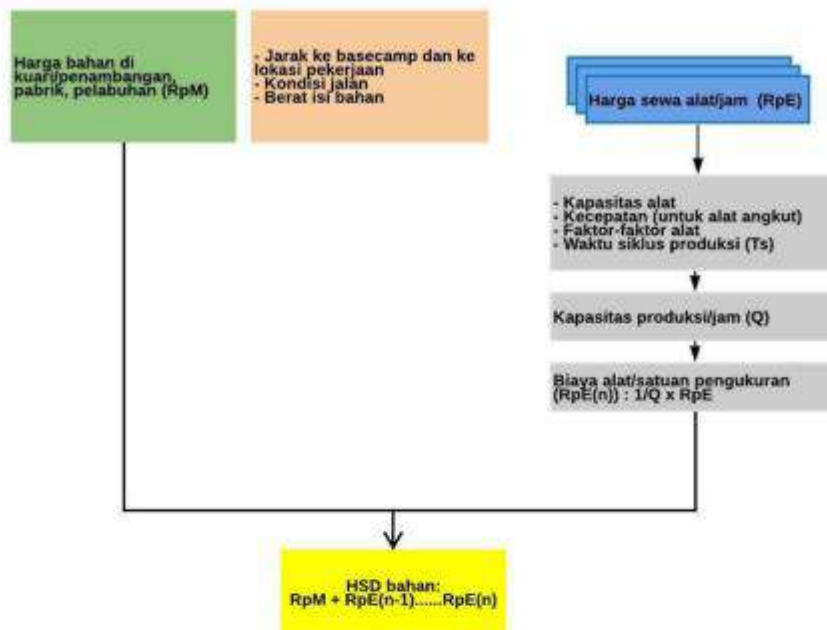 Harga bahan di
kuari/penambangan,
pabrik, pelabuhan (RpM)
- Jarak ke basecamp dan ke
lokasi pekerjaan
- Kondisi jalan
- Berat isi bahan
Harga sewa alat/jam (RpE)
- Kapasitas alat
- Kecepatan (untuk alat angkut)
- Faktor-faktor alat
- Waktu siklus produksi (Ts)
Kapasitas produksi/jam (Q)
Biaya alat/satuan pengukuran
(RpE(n)) : 1/Q x RpE
HSD bahan:
RpM + RpE(n-1)......RpE(n)